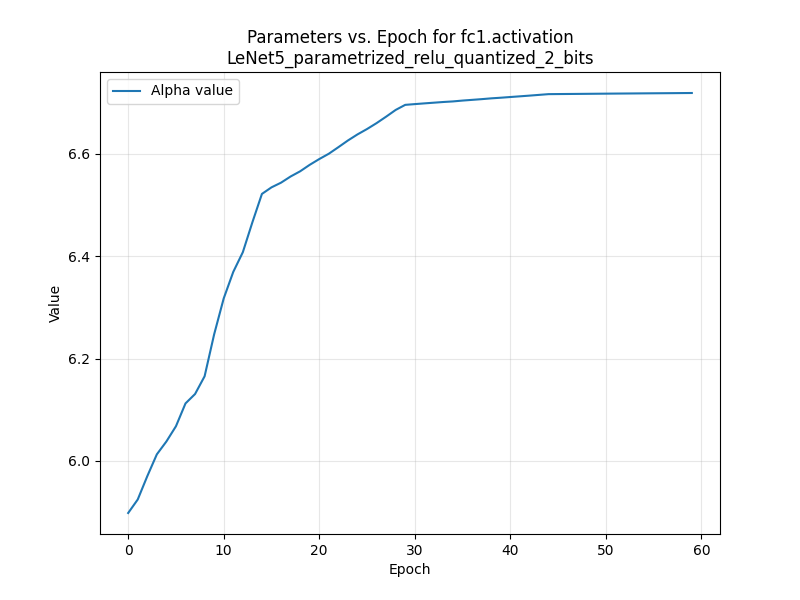 Parameters vs. Epoch for fc1.activation
LeNet5_parametrized_relu_quantized_2_bits
Alpha value
6.6
6.4
6.2
6.0
Value
0 10 20 30 40 50 60
Epoch